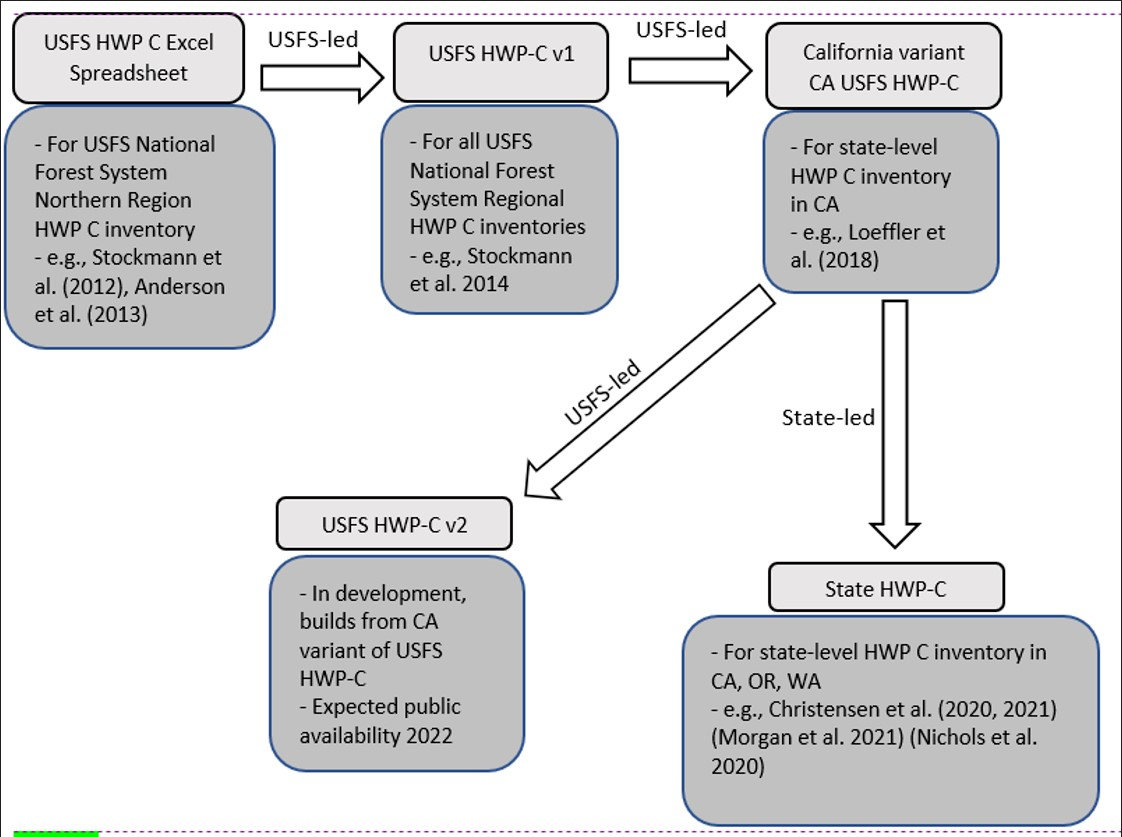 USFS HWP C Excel
Spreadsheet
- For USFS National
Forest System
Northern Region
HWP C inventory
- e.g., Stockmann et
al. (2012), Anderson
et al. (2013)
USFS-led
USFS HWP-C v1
- For all USFS
National Forest
System Regional
HWP C inventories
- e.g., Stockmann
et al. 2014
USFS-led
California variant
CA USFS HWP-C
- For state-level
HWP C inventory
in CA
- e.g., Loeffler et
al. (2018)
USFS-led
State-led
USFS HWP-C v2
- In development,
builds from CA
variant of USFS
HWP-C
- Expected public
availability 2022
State HWP-C
- For state-level HWP C inventory in
CA, OR, WA
- e.g., Christensen et al. (2020, 2021)
(Morgan et al. 2021) (Nichols et al.
2020)